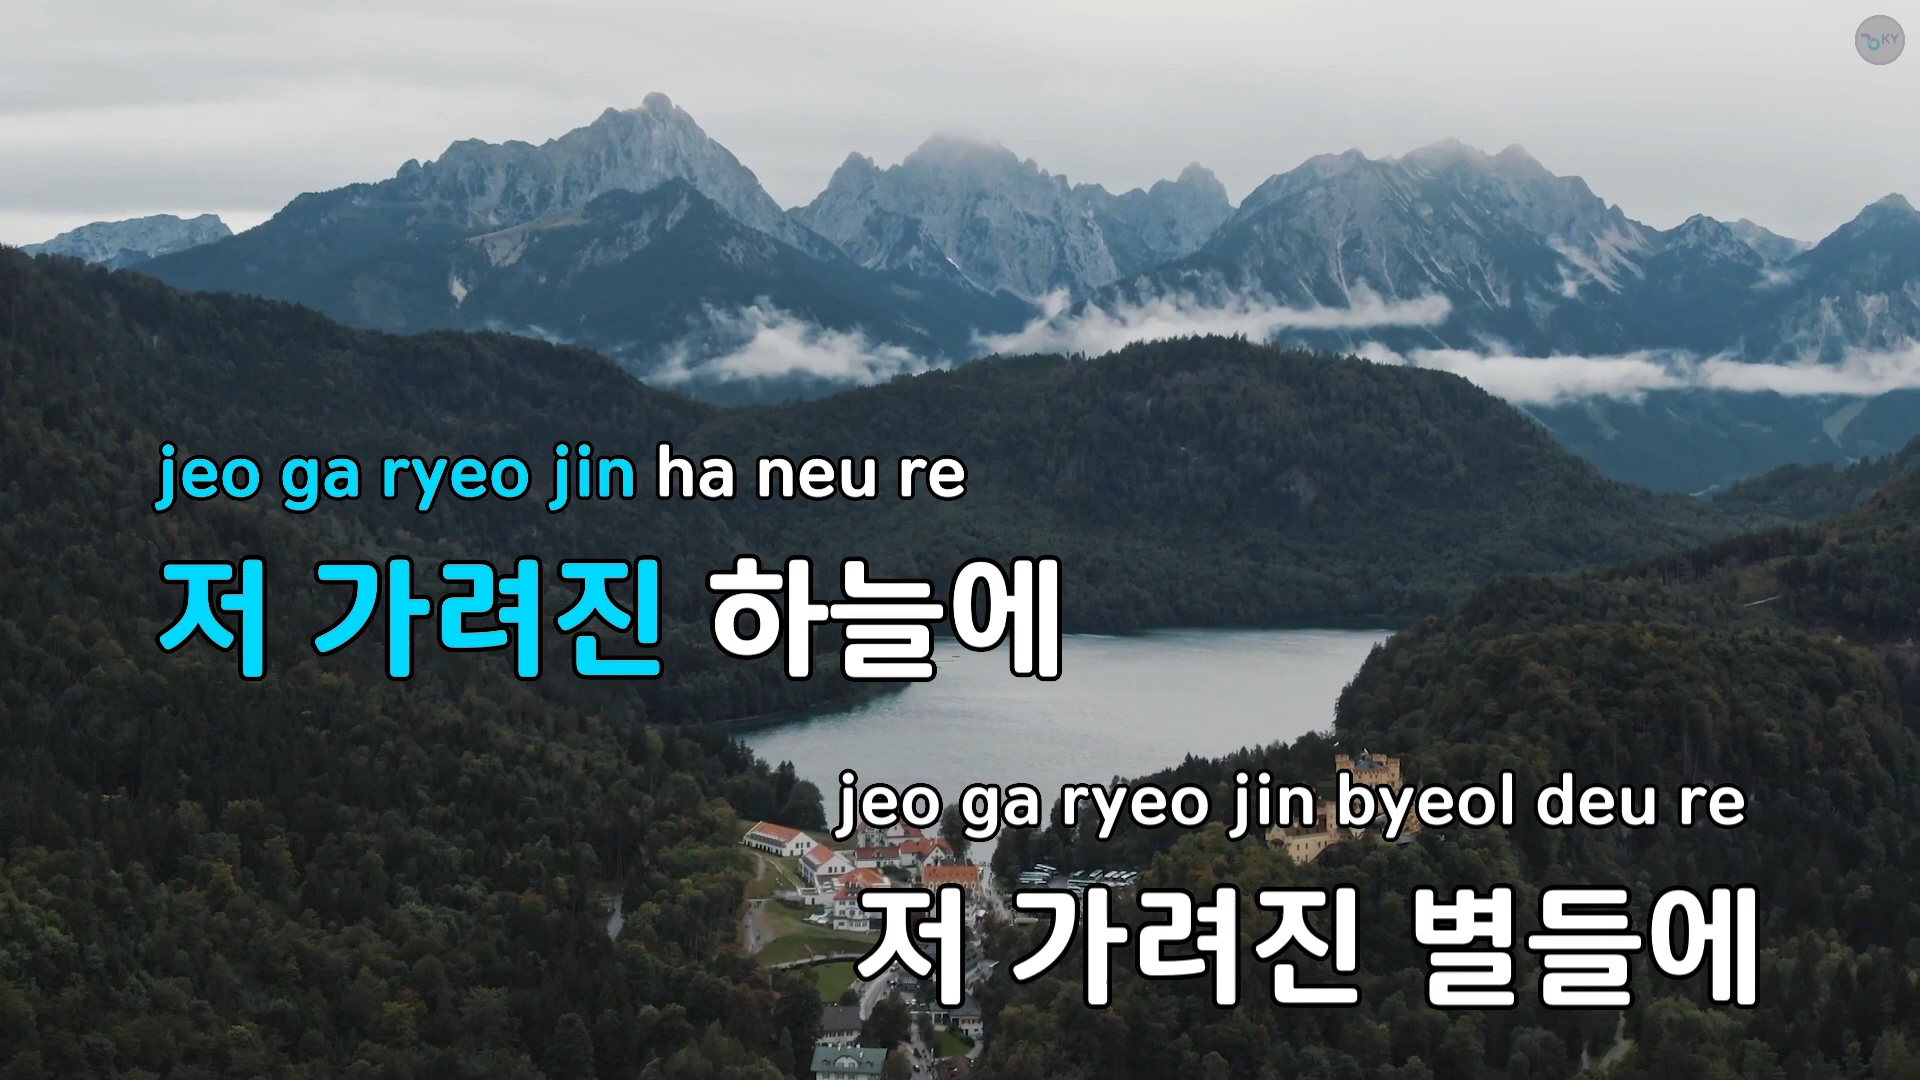 KY
jeo ga ryeo jin ha neu re
저 가려진 하늘에
jeo ga ryeo jin byeol deu re
저 가려진 별들에